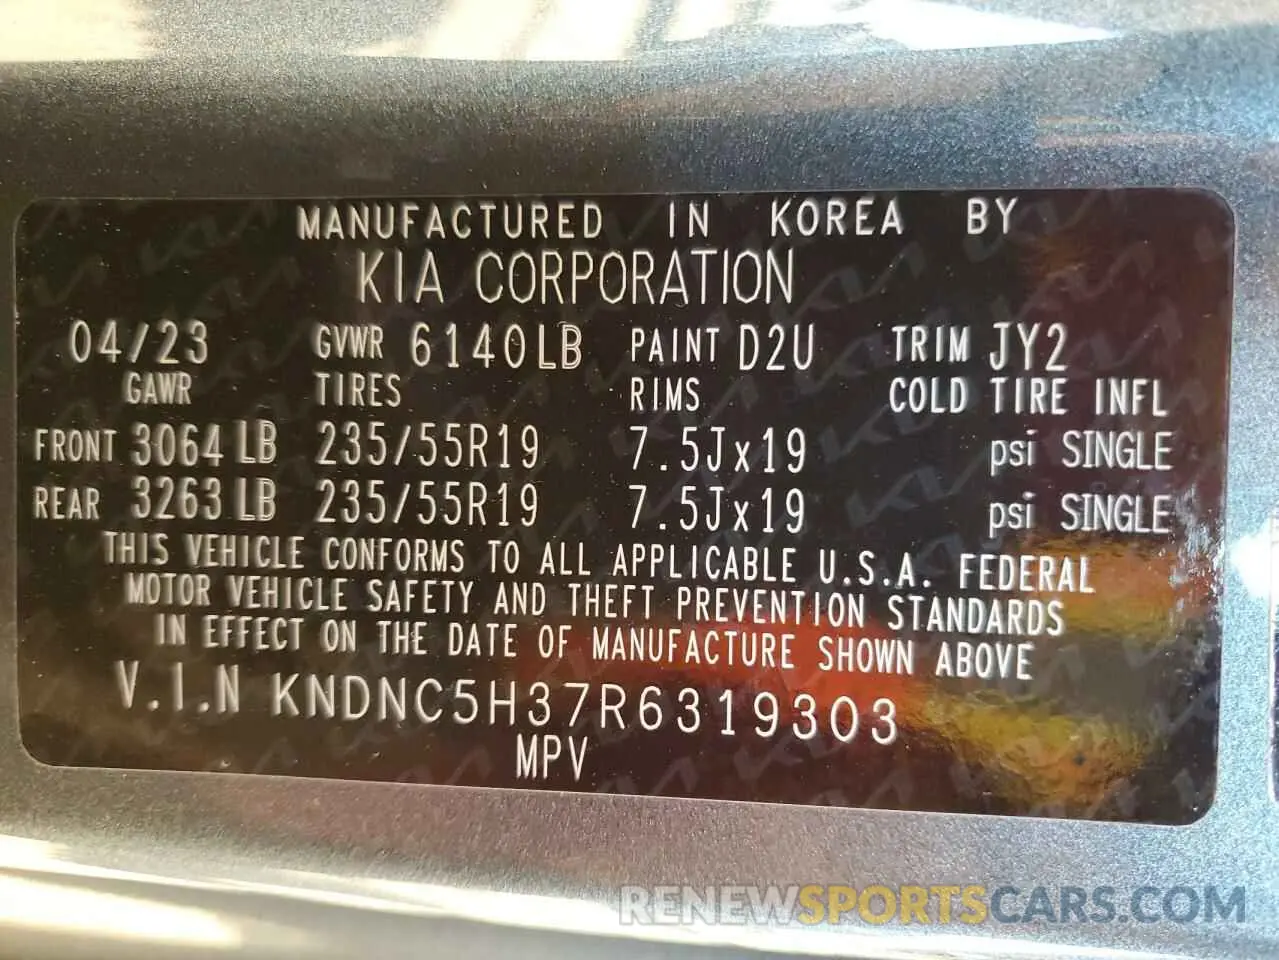 MANUFACTURED IN KOREA BY
KIA CORPORATION
04/23 GVWR 6140LB PAINT D2U TRIM JY2
GAWR TIRES RIMS COLD TIRE INFL
FRONT 3064 LB 235/55R19 7.5Jx19 psi SINGLE
REAR 3263 LB 235/55R19 7.5Jx19 psi SINGLE
THIS VEHICLE CONFORMS TO ALL APPLICABLE U.S.A. FEDERAL
MOTOR VEHICLE SAFETY AND THEFT PREVENTION STANDARDS
IN EFFECT ON THE DATE OF MANUFACTURE SHOWN ABOVE
V.I.N KNDNC5H37R6319303
MPV
RENEWSPORTSCARS.COM